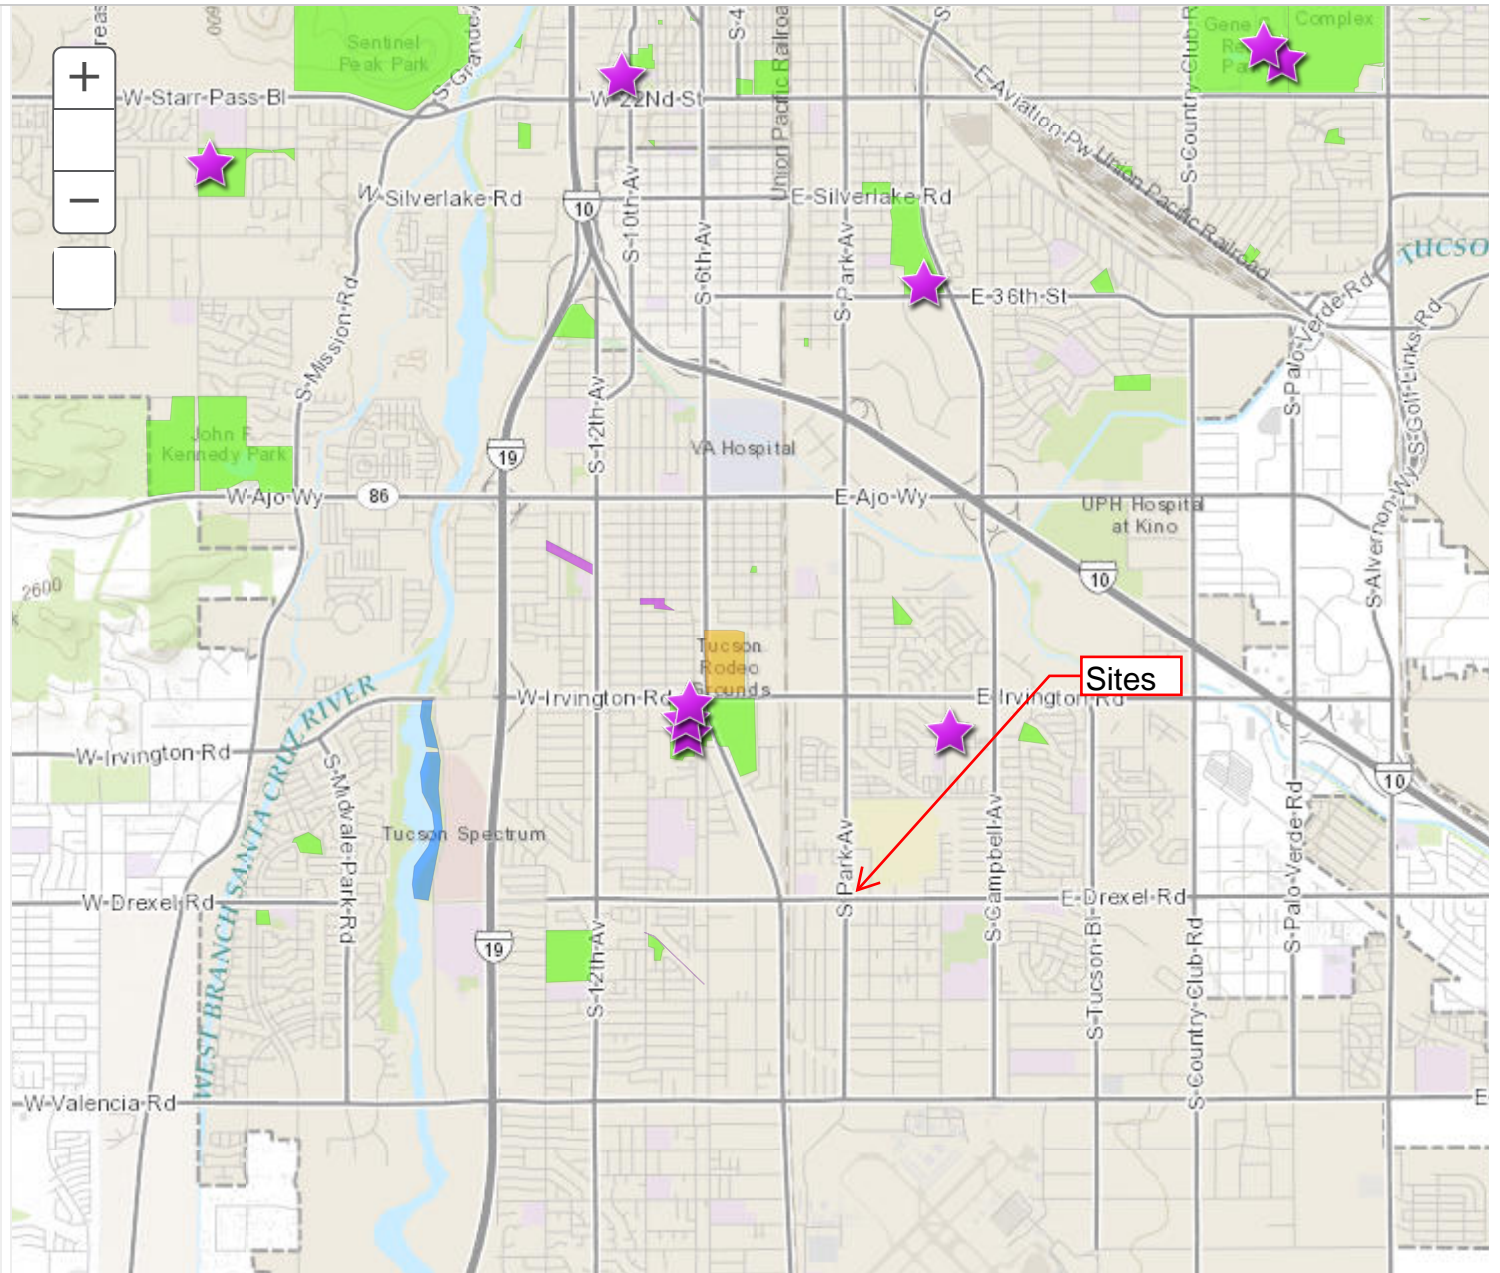 Sentinel
Peak Park
S-Grande-A
reas
S-4
Union Pacific Railroa
S
S-Country-Club-R
Gene
Re
Pa
Complex
+
−
W-Starr-Pass-Bl
W-22Nd-St
E-Aviation-Pw
Union Pacific Railroad
W-Silverlake-Rd
10
S-10th-Av
E-Silverlake-Rd
S-6th-Av
S-Park-Av
E-36th-St
TUCSO
S-Mission-Rd
S-Palo-Verde-Rd
S-Golf-Links-Rd
S-12th-Av
John F.
Kennedy Park
19
VA Hospital
W-Ajo-Wy
86
E-Ajo-Wy
UPH Hospital
at Kino
S-Alvernon-Wy
10
2600
k
Tucson
Rodeo
Grounds
Sites
W-Irvington-Rd
E-Irvington-Rd
WEST BRANCH SANTA CRUZ RIVER
W-Irvington-Rd
S-Midvale-Park-Rd
10
Tucson Spectrum
S-Park-Av
S-Campbell-Av
S-Palo-Verde-Rd
W-Drexel-Rd
E-Drexel-Rd
19
S-12th-Av
S-Tucson-Bl
S-Country-Club-Rd
W-Valencia-Rd
E